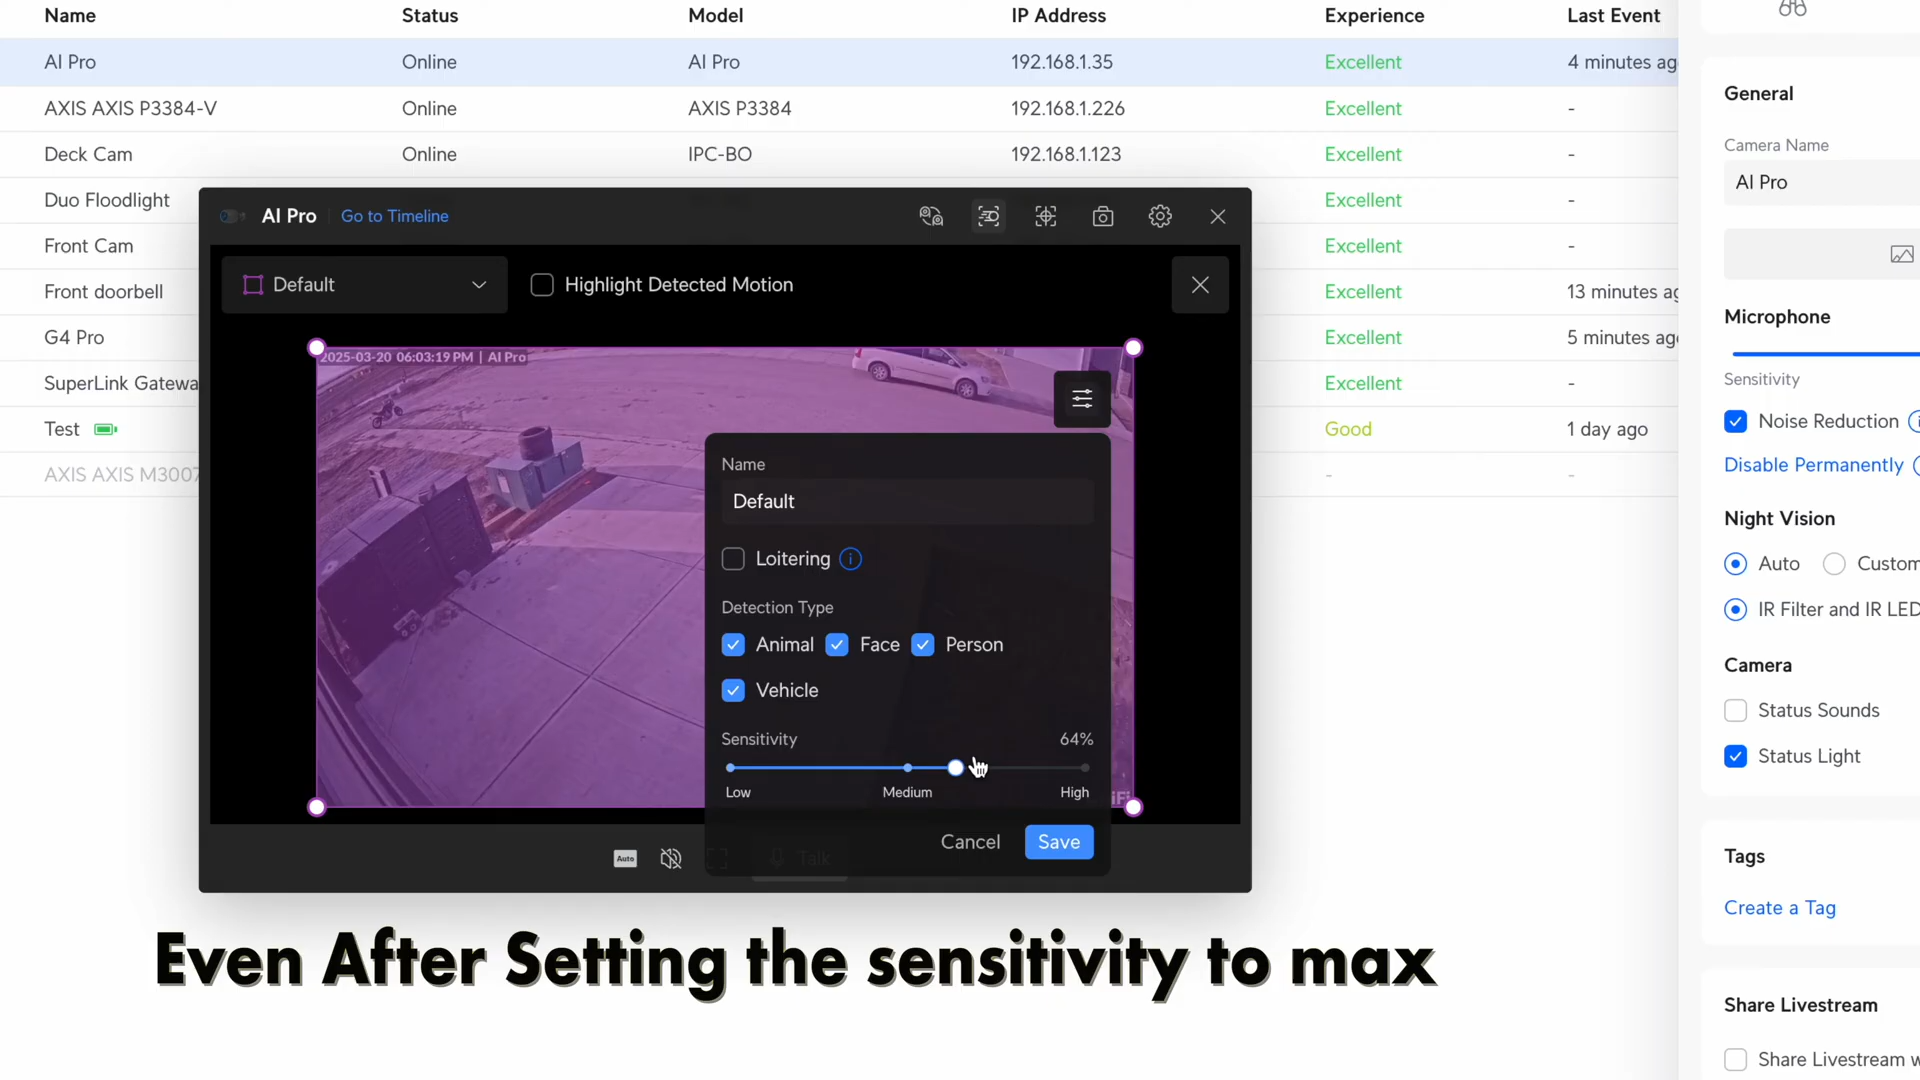 Name Status Model IP Address Experience Last Event
AI Pro Online AI Pro 192.168.1.35 Excellent 4 minutes ag
AXIS AXIS P3384-V Online AXIS P3384 192.168.1.226 Excellent -
Deck Cam Online IPC-BO 192.168.1.123 Excellent -
Duo Floodlight Excellent -
Front Cam Excellent -
Front doorbell Excellent 13 minutes ag
G4 Pro Excellent 5 minutes ag
SuperLink Gatewa Excellent -
Test Good 1 day ago
AXIS AXIS M3007 - -
AI Pro Go to Timeline
Default Highlight Detected Motion
2025-03-20 06:03:19 PM | AI Pro
Name
Default
Loitering
Detection Type
Animal Face Person
Vehicle
Sensitivity 64%
Low Medium High
iFi
Cancel Save
Auto Talk
Even After Setting the sensitivity to max
General
Camera Name
AI Pro
Microphone
Sensitivity
Noise Reduction
Disable Permanently
Night Vision
Auto Custom
IR Filter and IR LED
Camera
Status Sounds
Status Light
Tags
Create a Tag
Share Livestream
Share Livestream w